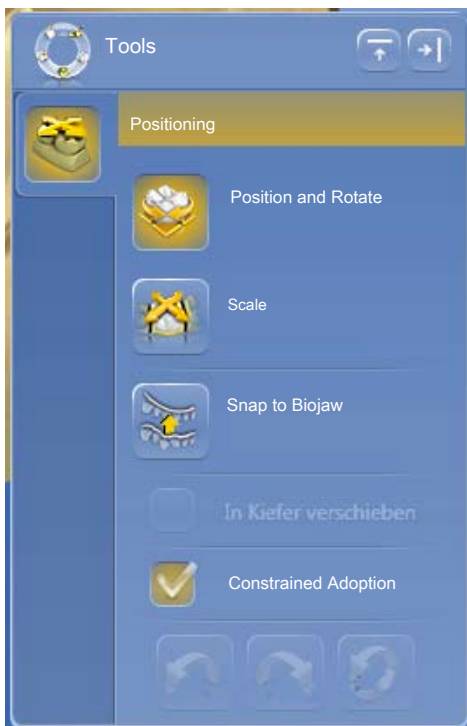 Tools
Positioning
Position and Rotate
Scale
Snap to Biojaw
In Kiefer verschieben
Constrained Adoption